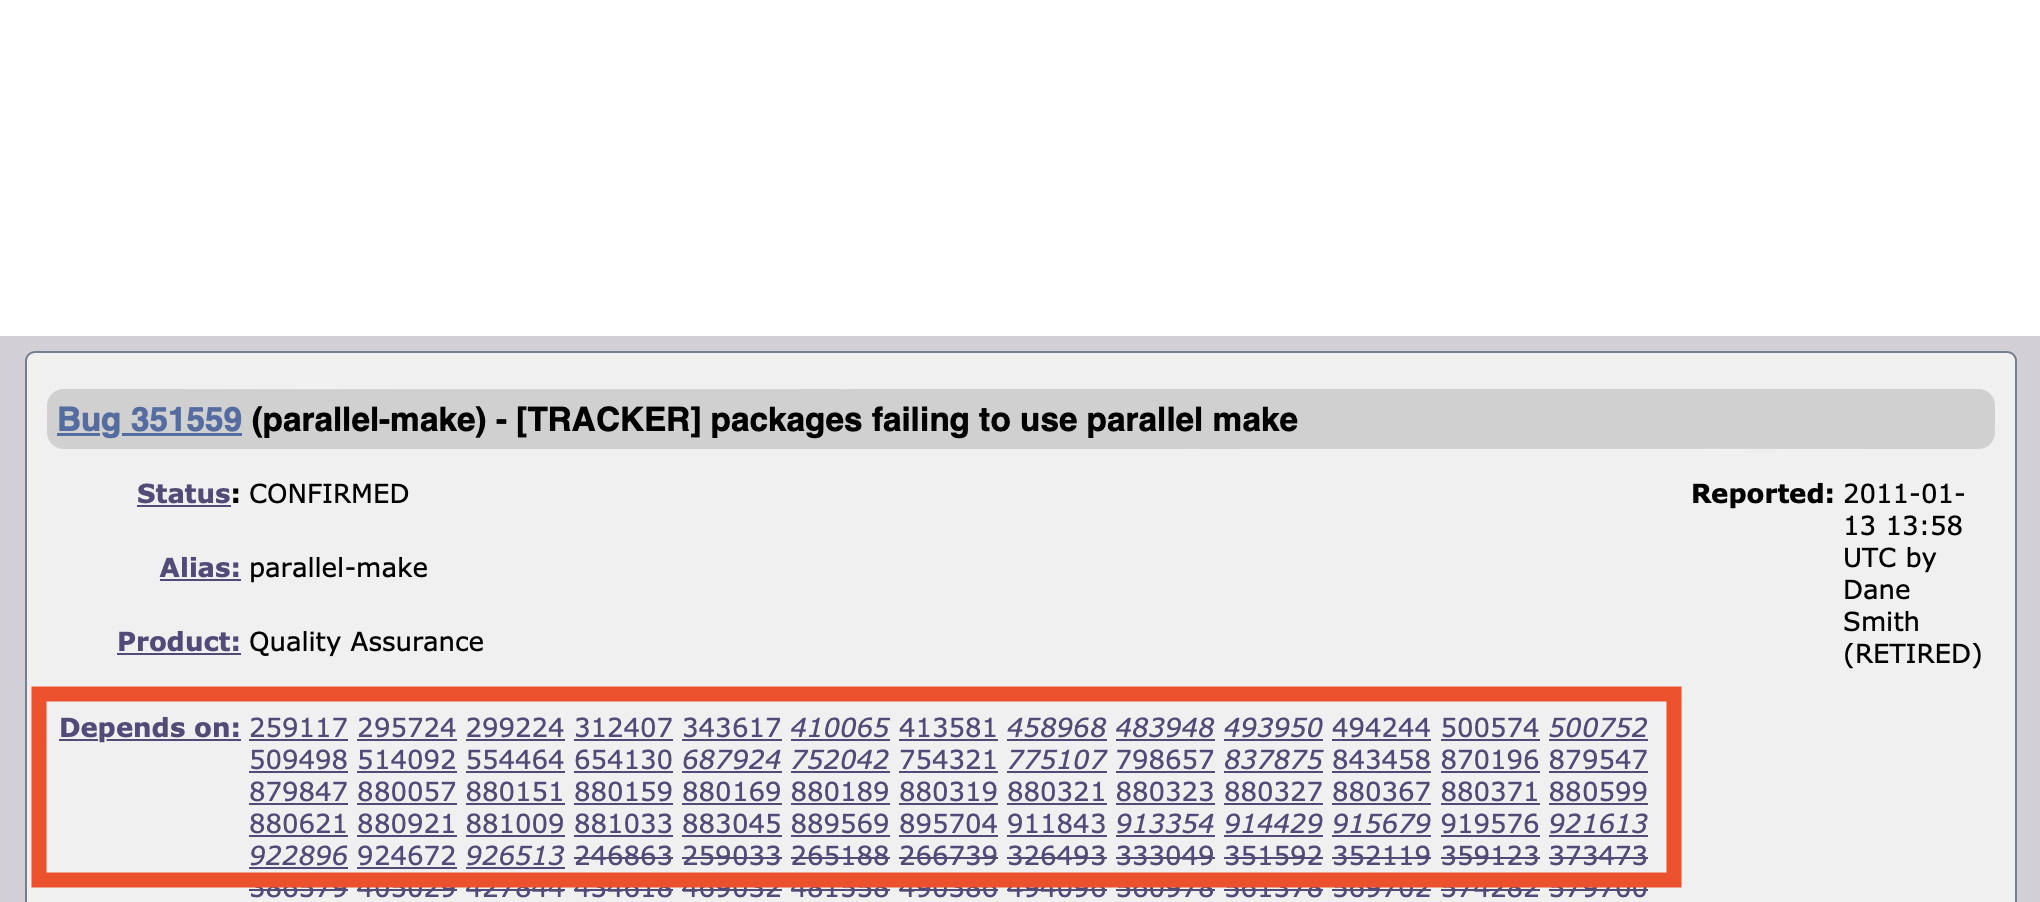 Bug 351559 (parallel-make) - [TRACKER] packages failing to use parallel make
Status: CONFIRMED
Alias: parallel-make
Product: Quality Assurance
Reported: 2011-01-
13 13:58
UTC by
Dane
Smith
(RETIRED)
Depends on: 259117 295724 299224 312407 343617 410065 413581 458968 483948 493950 494244 500574 500752
509498 514092 554464 654130 687924 752042 754321 775107 798657 837875 843458 870196 879547
879847 880057 880151 880159 880169 880189 880319 880321 880323 880327 880367 880371 880599
880621 880921 881009 881033 883045 889569 895704 911843 913354 914429 915679 919576 921613
922896 924672 926513 246863 259033 265188 266739 326493 333049 351592 352119 359123 373473